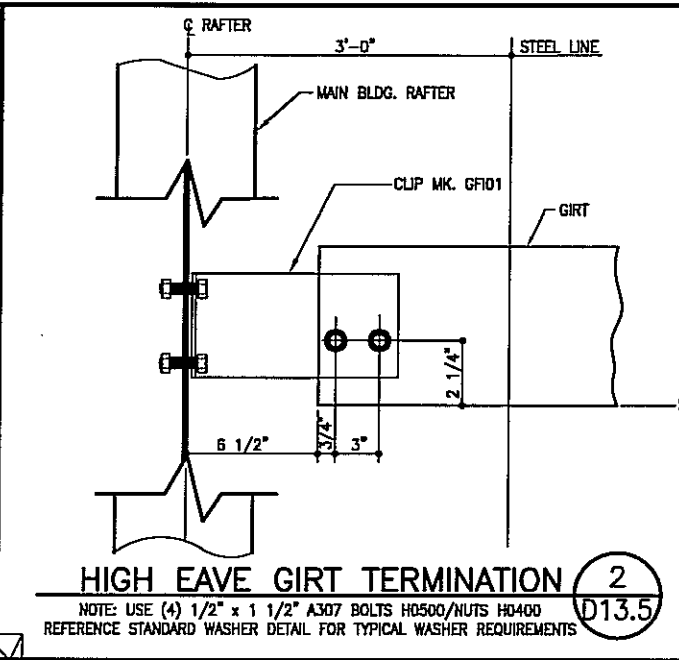 ℄ RAFTER
3'-0"
STEEL LINE
MAIN BLDG. RAFTER
CLIP MK. GFI01
GIRT
2 1/4"
6 1/2"
3/4"
3"
HIGH EAVE GIRT TERMINATION
2
D13.5
NOTE: USE (4) 1/2" x 1 1/2" A307 BOLTS H0500/NUTS H0400
REFERENCE STANDARD WASHER DETAIL FOR TYPICAL WASHER REQUIREMENTS